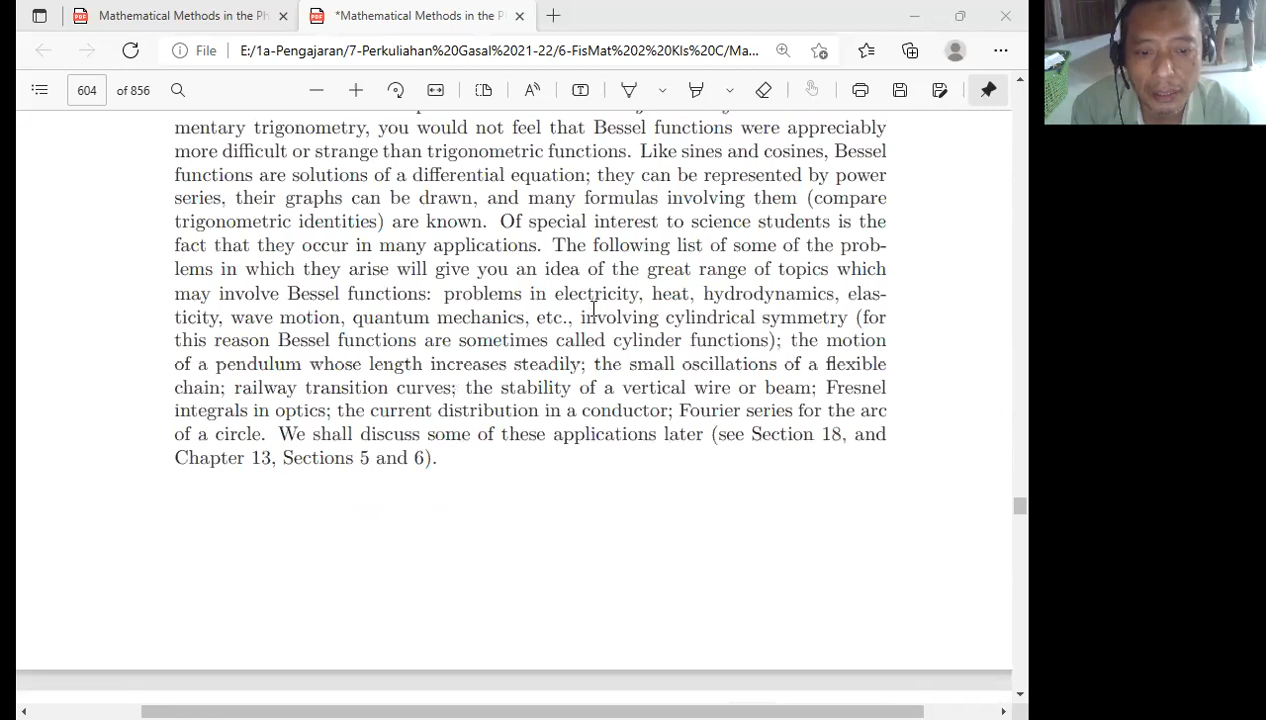 Mathematical Methods in the Ph
*Mathematical Methods in the P
File
E:/1a-Pengajaran/7-Perkuliahan%20Gasal%202021-22/6-FisMat%202%20Kls%20C/Ma...
604 of 856
mentary trigonometry, you would not feel that Bessel functions were appreciably
more difficult or strange than trigonometric functions. Like sines and cosines, Bessel
functions are solutions of a differential equation; they can be represented by power
series, their graphs can be drawn, and many formulas involving them (compare
trigonometric identities) are known. Of special interest to science students is the
fact that they occur in many applications. The following list of some of the prob-
lems in which they arise will give you an idea of the great range of topics which
may involve Bessel functions: problems in electricity, heat, hydrodynamics, elas-
ticity, wave motion, quantum mechanics, etc., involving cylindrical symmetry (for
this reason Bessel functions are sometimes called cylinder functions); the motion
of a pendulum whose length increases steadily; the small oscillations of a flexible
chain; railway transition curves; the stability of a vertical wire or beam; Fresnel
integrals in optics; the current distribution in a conductor; Fourier series for the arc
of a circle. We shall discuss some of these applications later (see Section 18, and
Chapter 13, Sections 5 and 6).